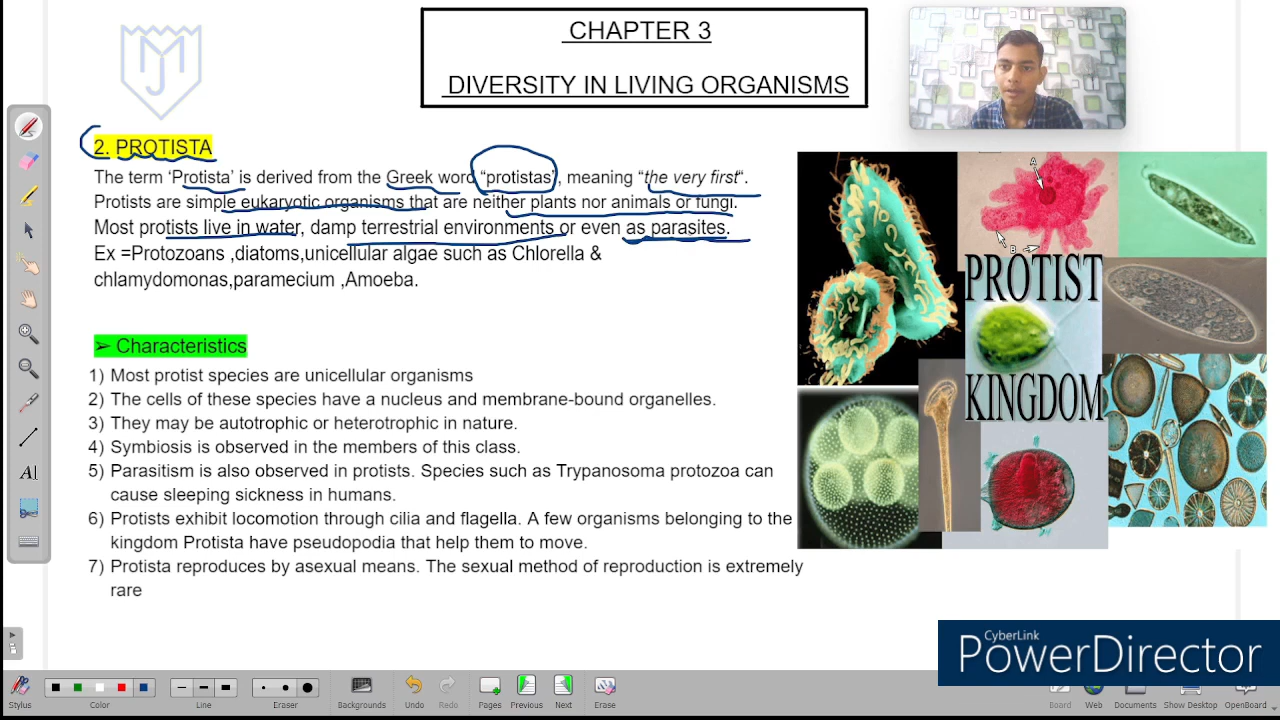 CHAPTER 3
DIVERSITY IN LIVING ORGANISMS
MJ
2. PROTISTA
The term ‘Protista’ is derived from the Greek word “protistas”, meaning “the very first“.
Protists are simple eukaryotic organisms that are neither plants nor animals or fungi.
Most protists live in water, damp terrestrial environments or even as parasites.
Ex =Protozoans ,diatoms,unicellular algae such as Chlorella &
chlamydomonas,paramecium ,Amoeba.
➢ Characteristics
1) Most protist species are unicellular organisms
2) The cells of these species have a nucleus and membrane-bound organelles.
3) They may be autotrophic or heterotrophic in nature.
4) Symbiosis is observed in the members of this class.
5) Parasitism is also observed in protists. Species such as Trypanosoma protozoa can
cause sleeping sickness in humans.
6) Protists exhibit locomotion through cilia and flagella. A few organisms belonging to the
kingdom Protista have pseudopodia that help them to move.
7) Protista reproduces by asexual means. The sexual method of reproduction is extremely
rare
A
B
PROTIST
KINGDOM
CyberLink
PowerDirector
Stylus Color Line Eraser Backgrounds Undo Redo Pages Previous Next Erase Board Web Documents Show Desktop OpenBoard